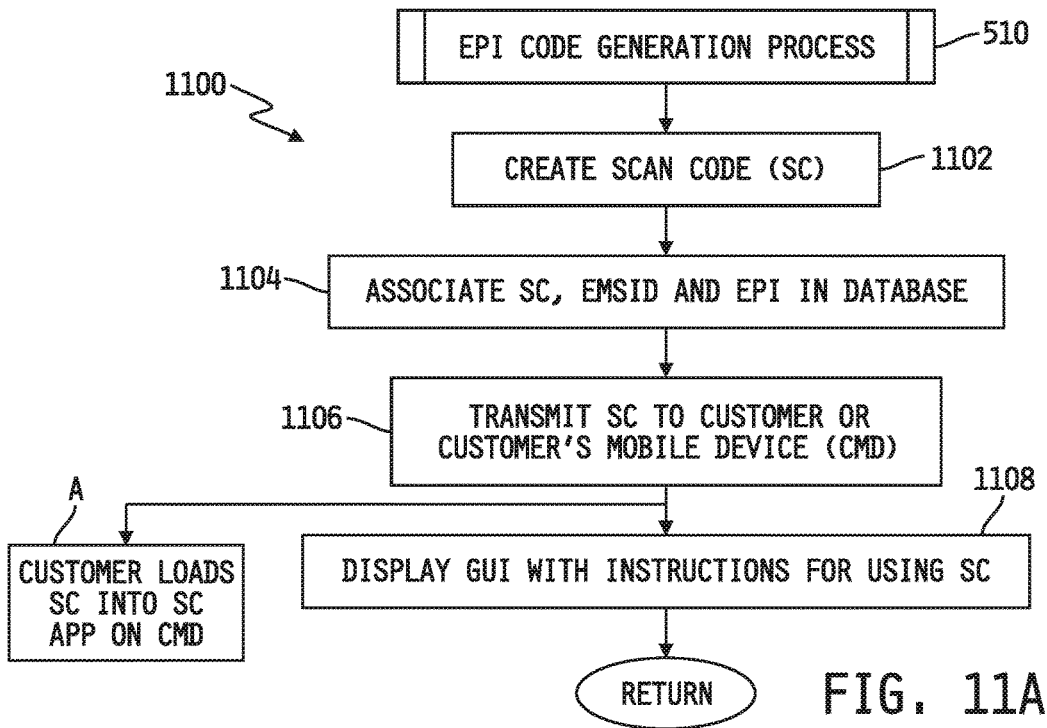 EPI CODE GENERATION PROCESS
510
1100
CREATE SCAN CODE (SC)
1102
1104
ASSOCIATE SC, EMSID AND EPI IN DATABASE
1106
TRANSMIT SC TO CUSTOMER OR
CUSTOMER'S MOBILE DEVICE (CMD)
A
1108
CUSTOMER LOADS
SC INTO SC
APP ON CMD
DISPLAY GUI WITH INSTRUCTIONS FOR USING SC
RETURN
FIG. 11A